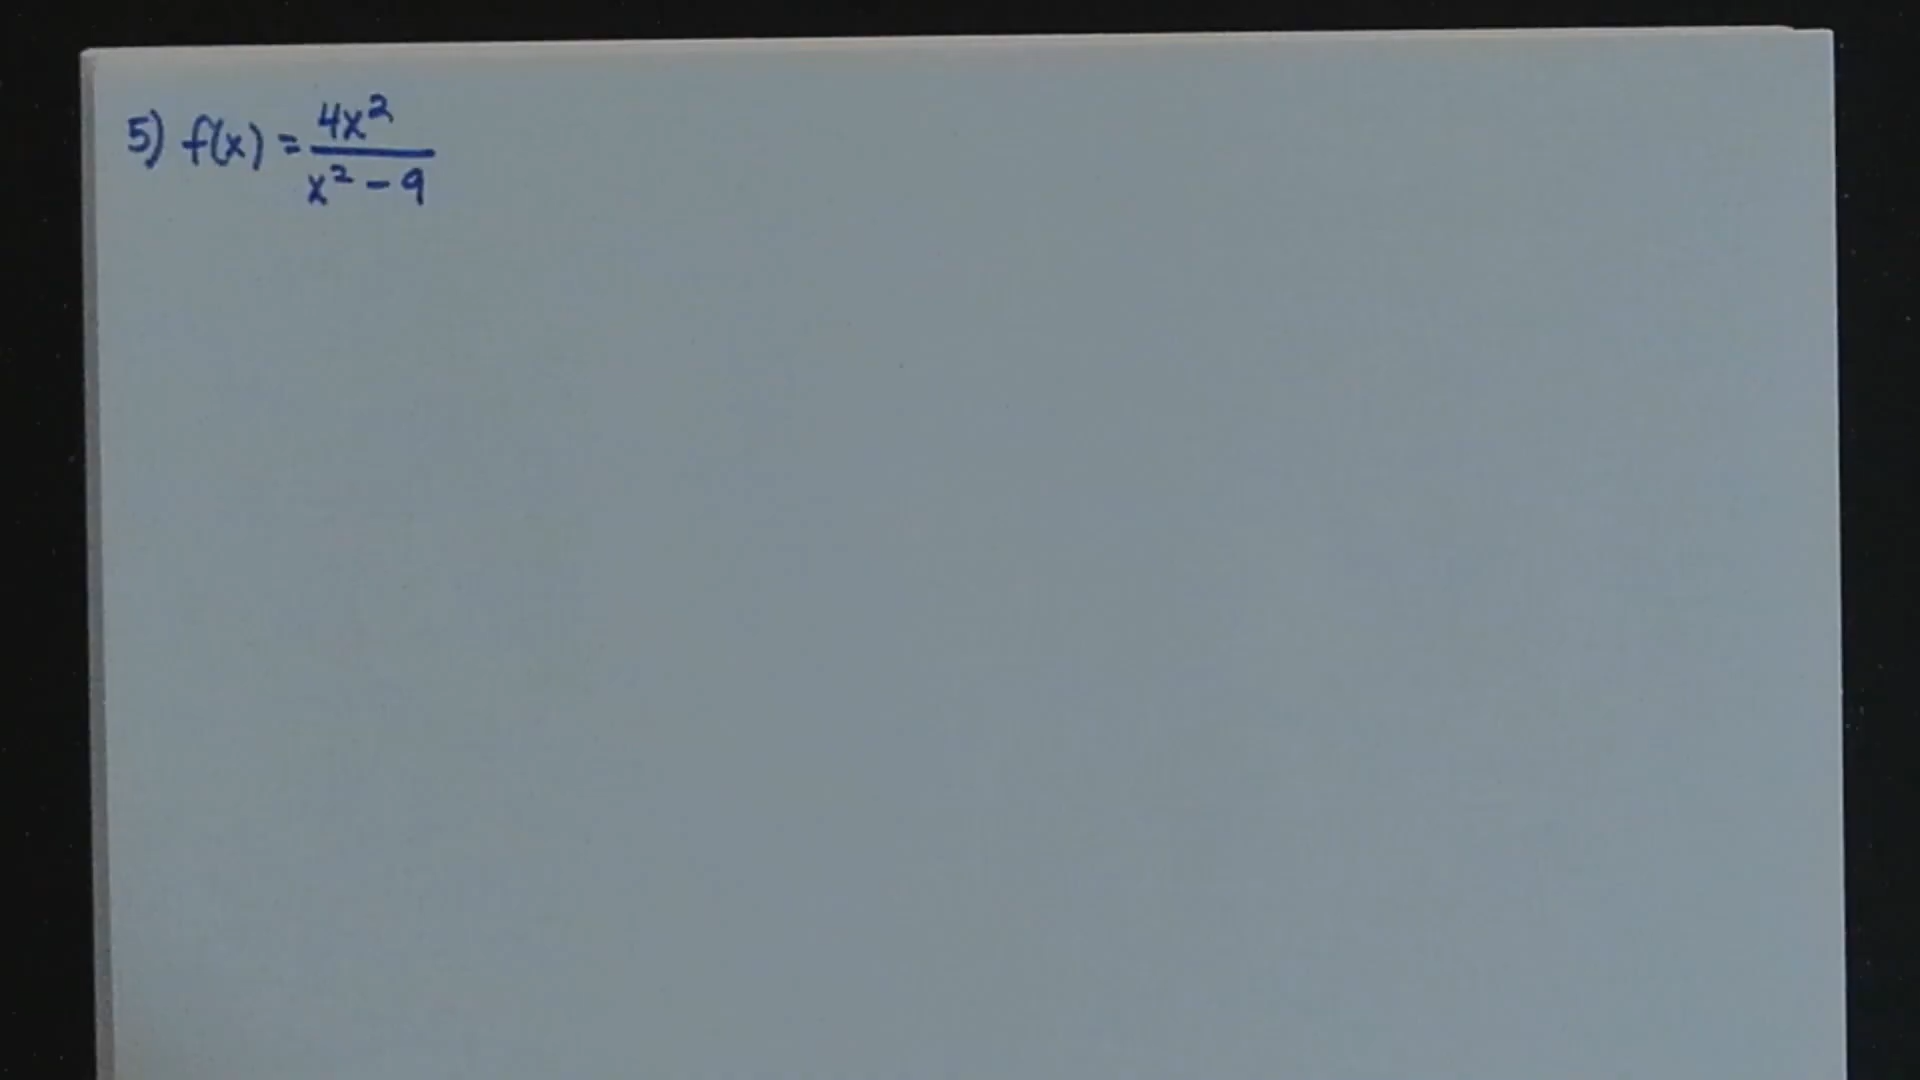 5) f(x) = 4x² / x² - 9